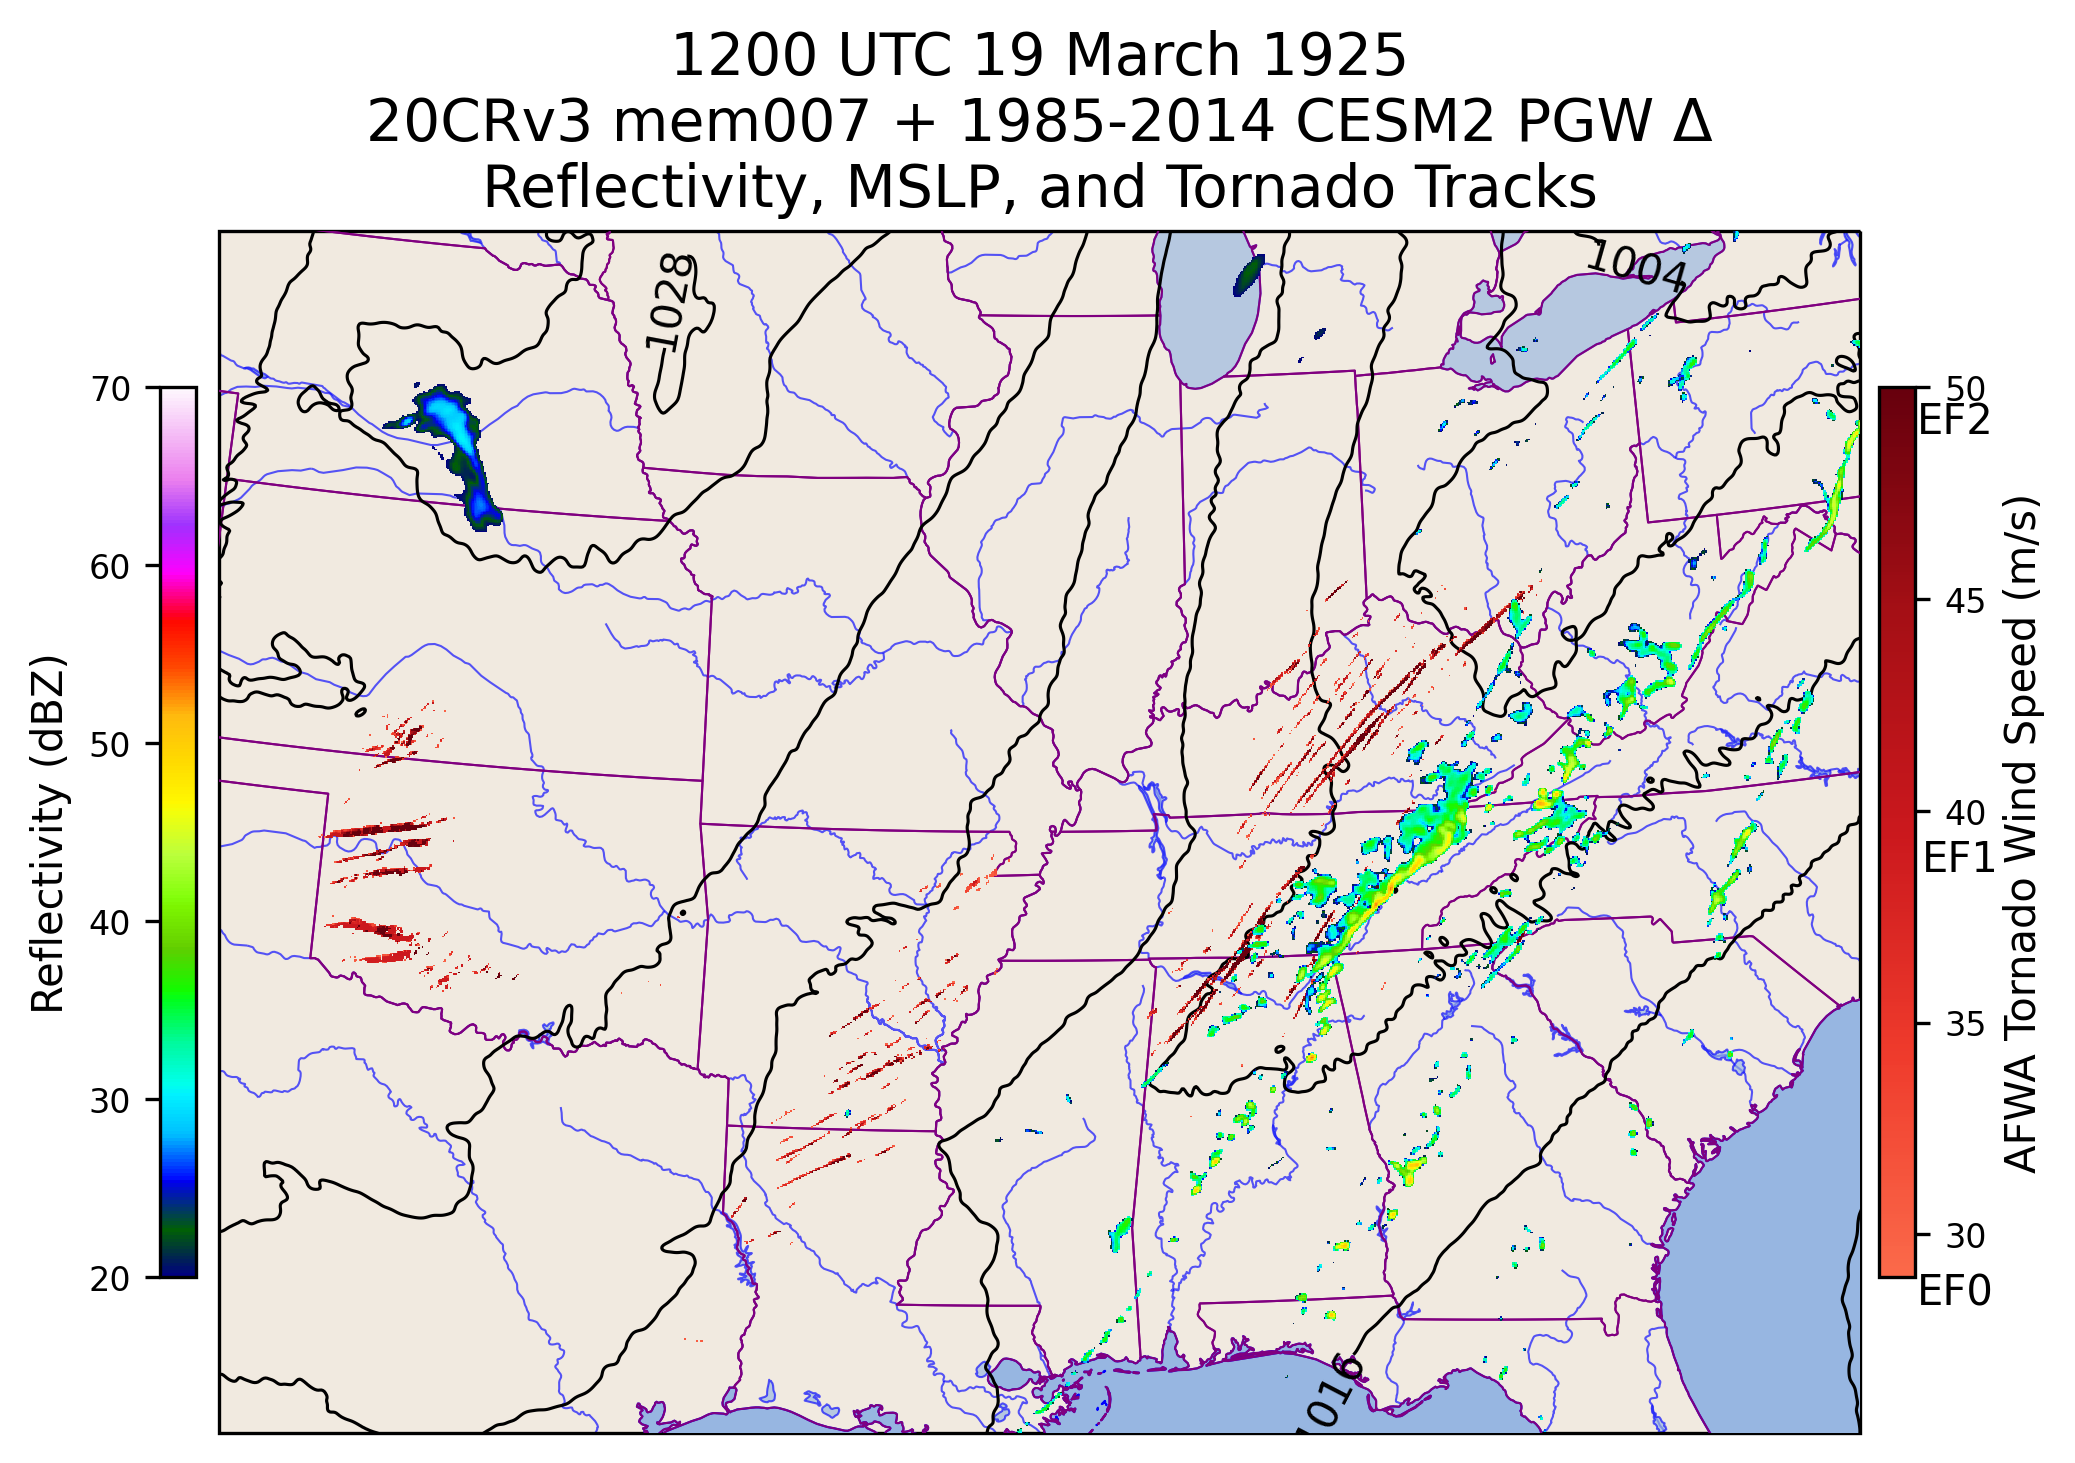 1200 UTC 19 March 1925
20CRv3 mem007 + 1985-2014 CESM2 PGW Δ
Reflectivity, MSLP, and Tornado Tracks
1028
1004
1016
70
60
50
40
30
20
Reflectivity (dBZ)
50
EF2
45
40
EF1
35
30
EF0
AFWA Tornado Wind Speed (m/s)